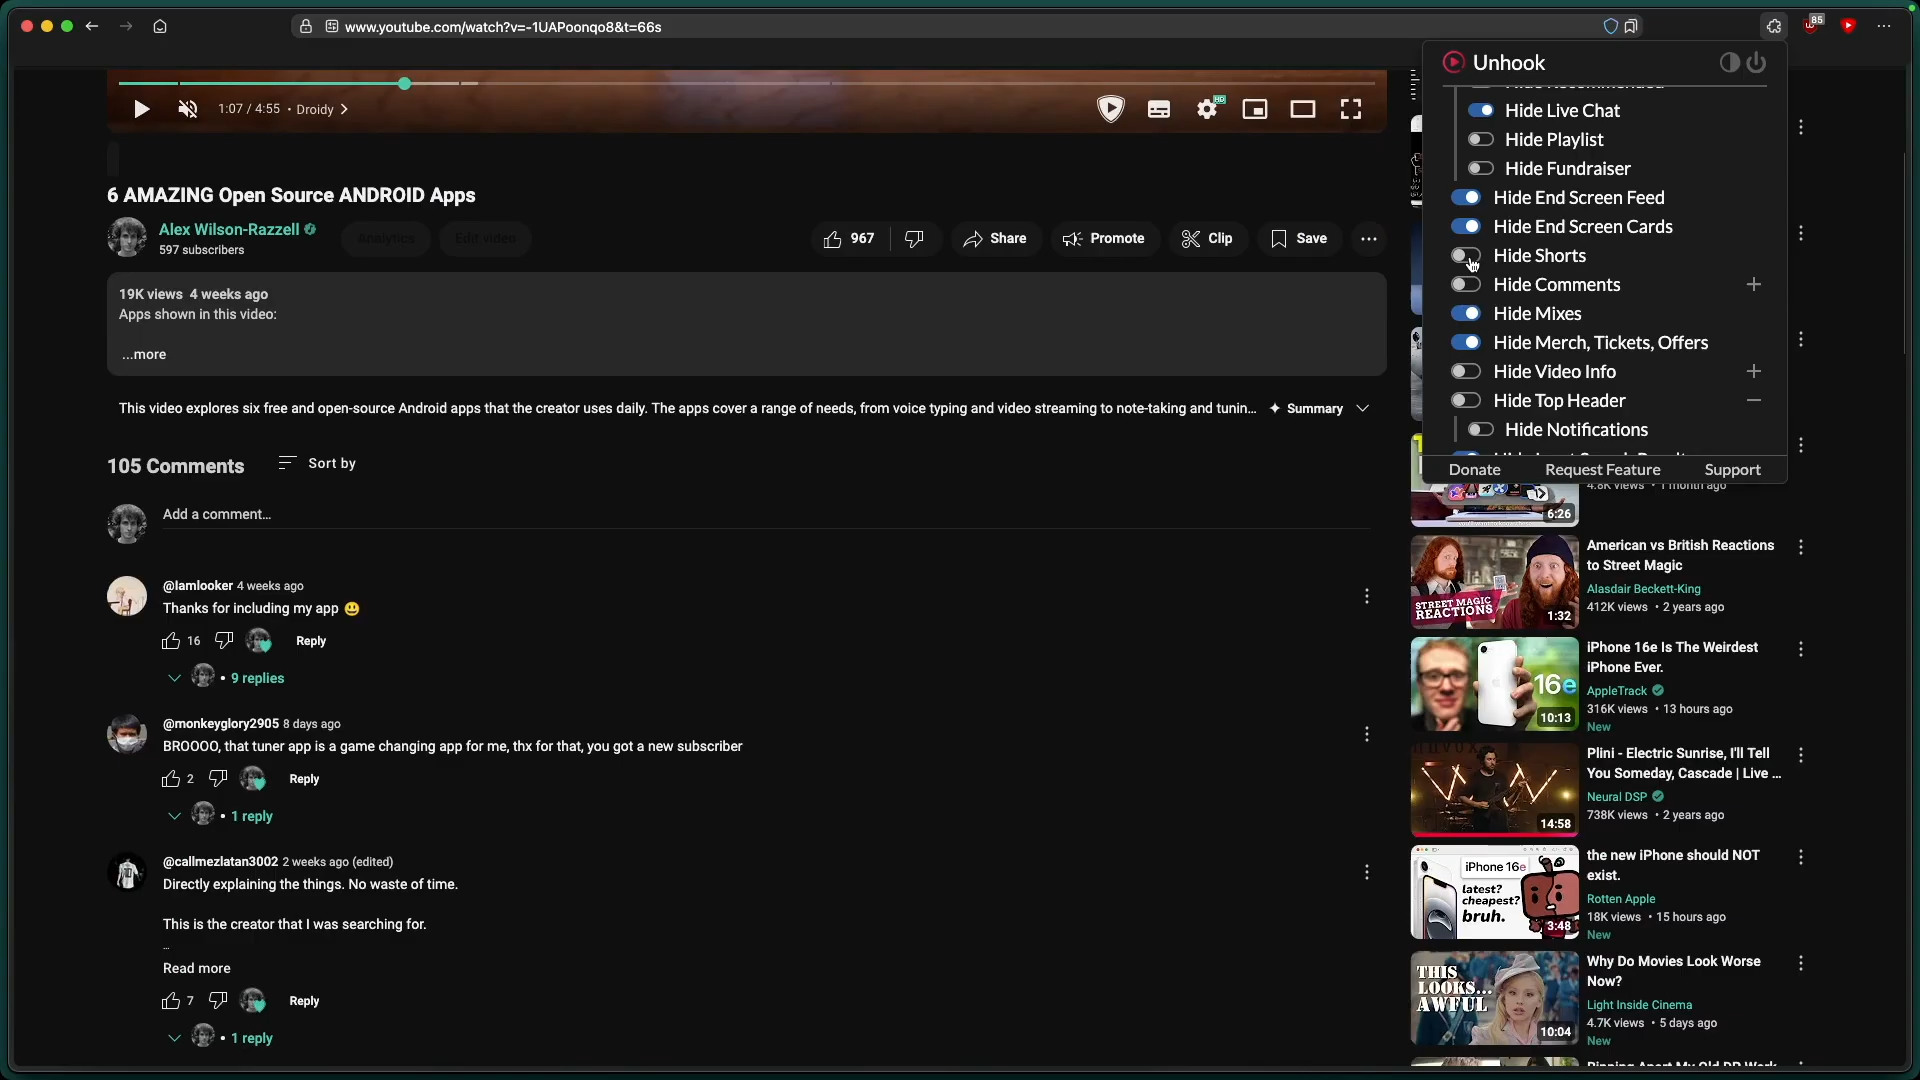 www.youtube.com/watch?v=-1UAPoonqo8&t=66s
85
Unhook
Hide Live Chat
Hide Playlist
Hide Fundraiser
Hide End Screen Feed
Hide End Screen Cards
Hide Shorts
Hide Comments
Hide Mixes
Hide Merch, Tickets, Offers
Hide Video Info
Hide Top Header
Hide Notifications
Donate Request Feature Support
1:07 / 4:55 • Droidy
HD
6 AMAZING Open Source ANDROID Apps
Alex Wilson-Razzell
597 subscribers
Analytics
Edit video
967
Share
Promote
Clip
Save
19K views 4 weeks ago
Apps shown in this video:
...more
This video explores six free and open-source Android apps that the creator uses daily. The apps cover a range of needs, from voice typing and video streaming to note-taking and tunin... Summary
105 Comments
Sort by
Add a comment...
@lamlooker 4 weeks ago
Thanks for including my app 😃
16 Reply
9 replies
@monkeyglory2905 8 days ago
BROOOO, that tuner app is a game changing app for me, thx for that, you got a new subscriber
2 Reply
1 reply
@callmezlatan3002 2 weeks ago (edited)
Directly explaining the things. No waste of time.
This is the creator that I was searching for.
...
Read more
7 Reply
1 reply
4.8K views • 1 month ago
6:26
American vs British Reactions
to Street Magic
Alasdair Beckett-King
412K views • 2 years ago
STREET MAGIC
REACTIONS
1:32
iPhone 16e Is The Weirdest
iPhone Ever.
AppleTrack
316K views • 13 hours ago
New
16e
10:13
Plini - Electric Sunrise, I'll Tell
You Someday, Cascade | Live ...
Neural DSP
738K views • 2 years ago
14:58
the new iPhone should NOT
exist.
Rotten Apple
18K views • 15 hours ago
New
iPhone 16e
latest?
cheapest?
bruh.
3:48
Why Do Movies Look Worse
Now?
Light Inside Cinema
4.7K views • 5 days ago
New
THIS
LOOKS...
AWFUL
10:04